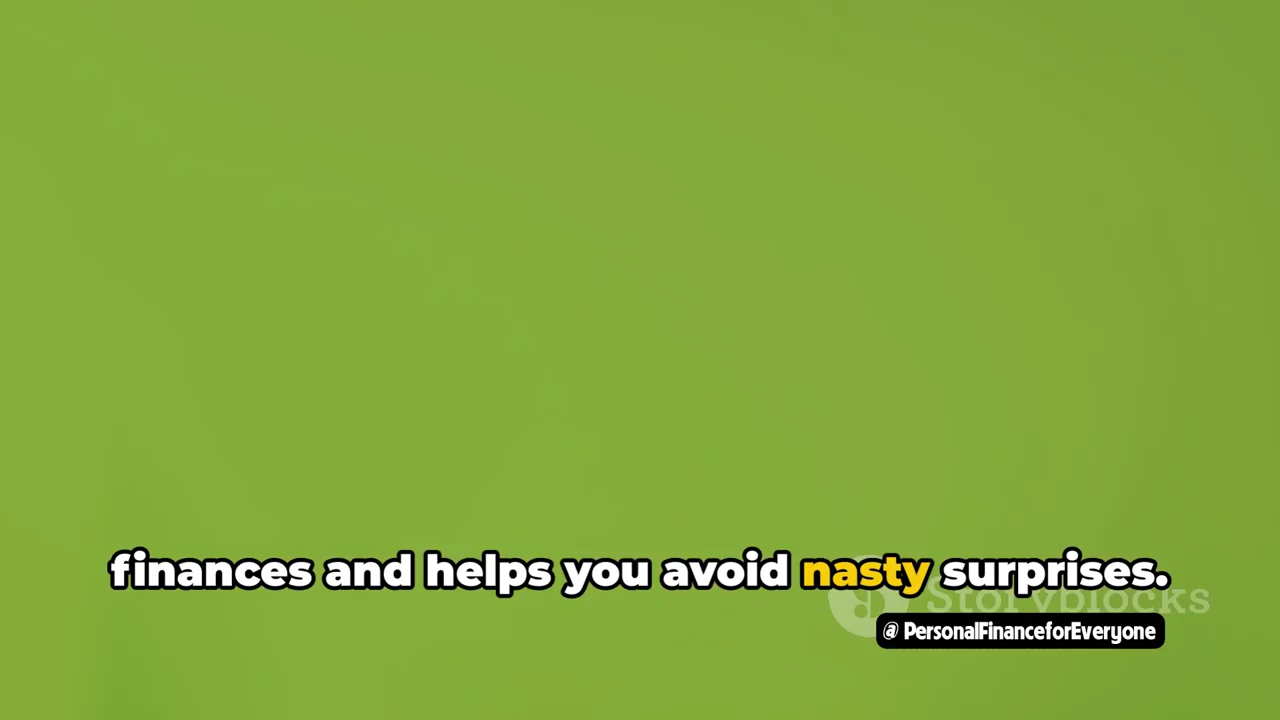 finances and helps you avoid nasty surprises.
Storyblocks
@ PersonalFinanceforEveryone